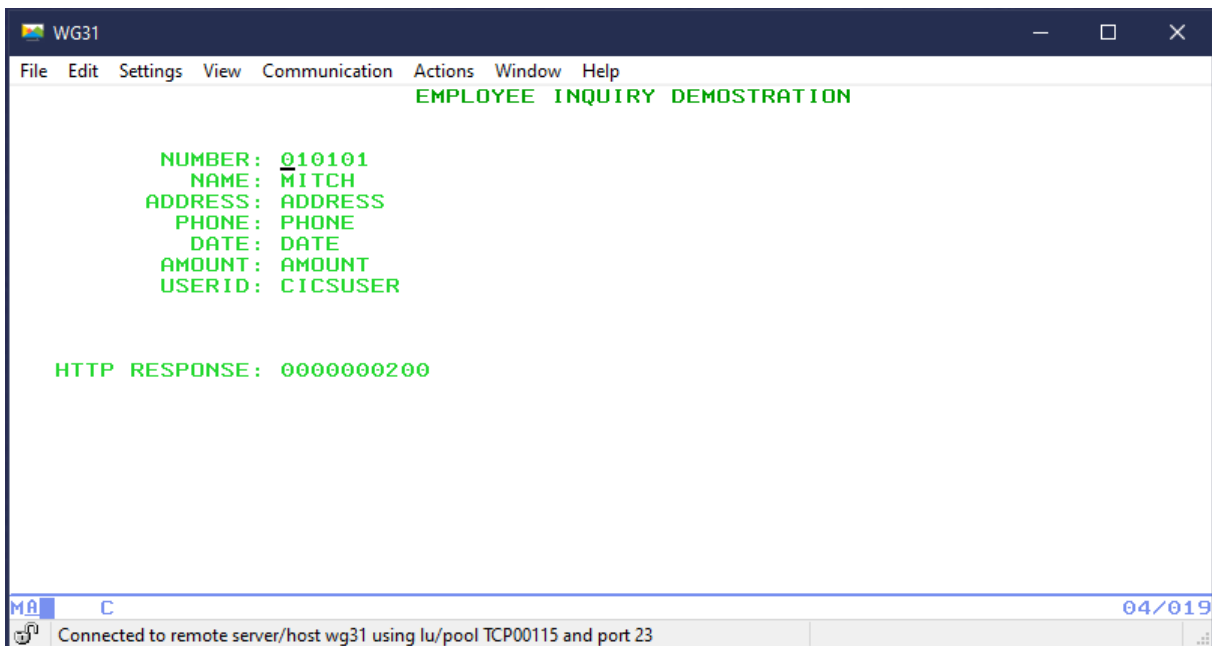 WG31
File Edit Settings View Communication Actions Window Help
EMPLOYEE INQUIRY DEMOSTRATION
NUMBER: 010101
NAME: MITCH
ADDRESS: ADDRESS
PHONE: PHONE
DATE: DATE
AMOUNT: AMOUNT
USERID: CICSUSER
HTTP RESPONSE: 0000000200
MA C 04/019
Connected to remote server/host wg31 using lu/pool TCP00115 and port 23